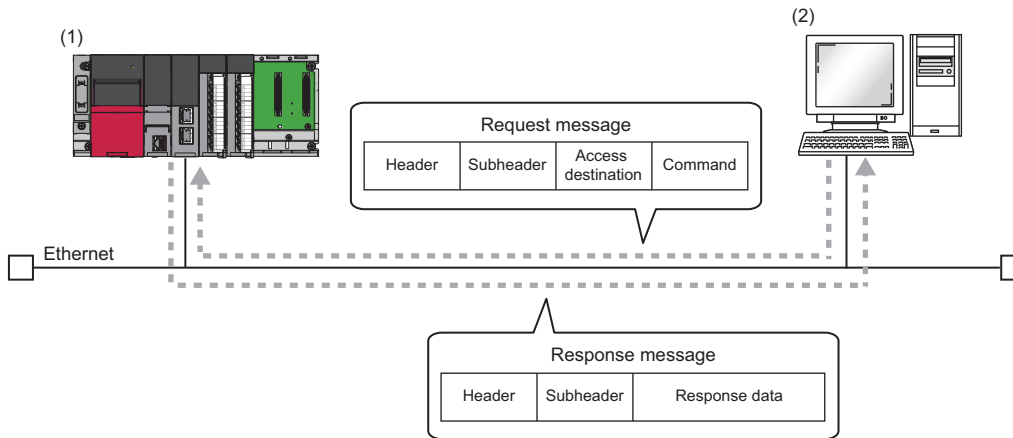 (1)
(2)
Request message
Header Subheader Access destination Command
Ethernet
Response message
Header Subheader Response data